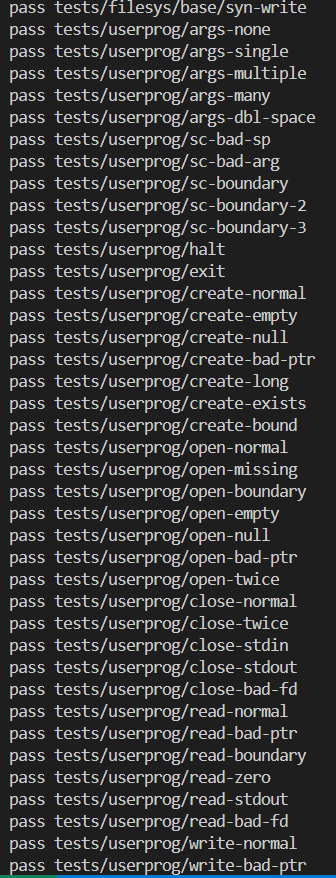 pass tests/filesys/base/syn-write
pass tests/userprog/args-none
pass tests/userprog/args-single
pass tests/userprog/args-multiple
pass tests/userprog/args-many
pass tests/userprog/args-dbl-space
pass tests/userprog/sc-bad-sp
pass tests/userprog/sc-bad-arg
pass tests/userprog/sc-boundary
pass tests/userprog/sc-boundary-2
pass tests/userprog/sc-boundary-3
pass tests/userprog/halt
pass tests/userprog/exit
pass tests/userprog/create-normal
pass tests/userprog/create-empty
pass tests/userprog/create-null
pass tests/userprog/create-bad-ptr
pass tests/userprog/create-long
pass tests/userprog/create-exists
pass tests/userprog/create-bound
pass tests/userprog/open-normal
pass tests/userprog/open-missing
pass tests/userprog/open-boundary
pass tests/userprog/open-empty
pass tests/userprog/open-null
pass tests/userprog/open-bad-ptr
pass tests/userprog/open-twice
pass tests/userprog/close-normal
pass tests/userprog/close-twice
pass tests/userprog/close-stdin
pass tests/userprog/close-stdout
pass tests/userprog/close-bad-fd
pass tests/userprog/read-normal
pass tests/userprog/read-bad-ptr
pass tests/userprog/read-boundary
pass tests/userprog/read-zero
pass tests/userprog/read-stdout
pass tests/userprog/read-bad-fd
pass tests/userprog/write-normal
pass tests/userprog/write-bad-ptr